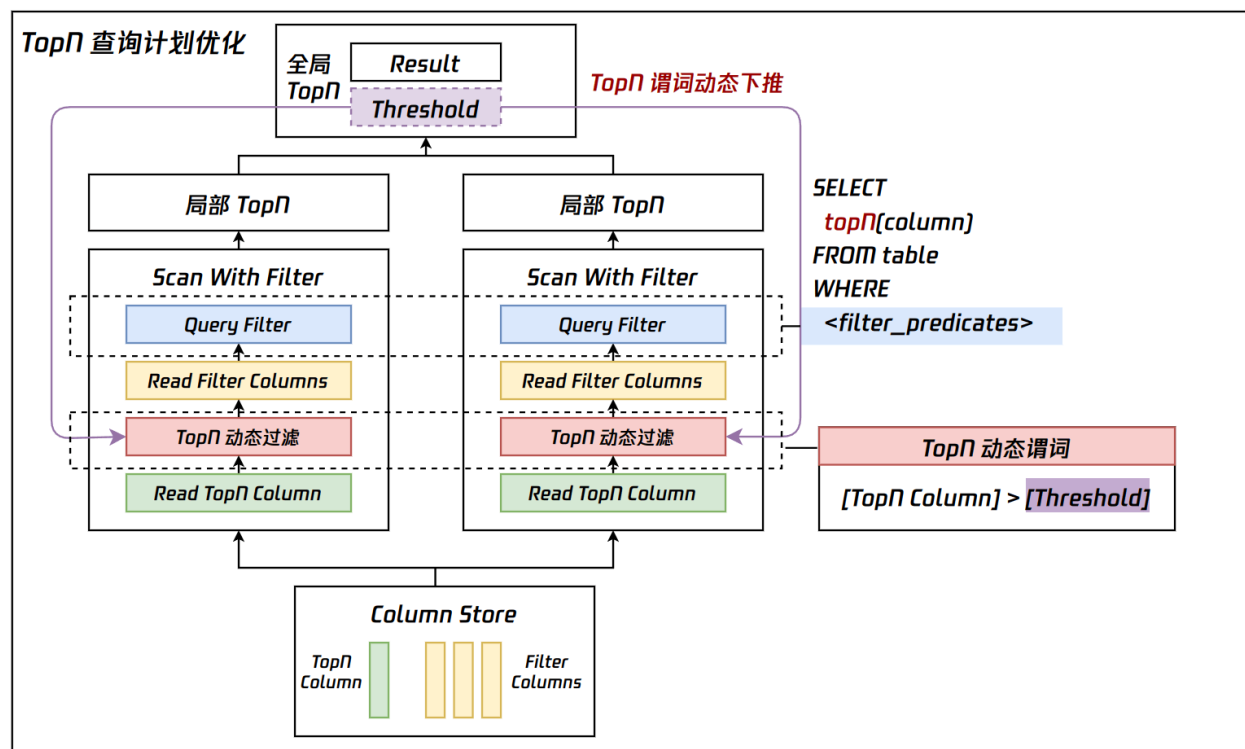 TopN 查询计划优化
全局
TopN
Result
Threshold
TopN 谓词动态下推
局部 TopN
局部 TopN
SELECT
topN(column)
FROM table
WHERE
<filter_predicates>
Scan With Filter
Query Filter
Read Filter Columns
TopN 动态过滤
Read TopN Column
Scan With Filter
Query Filter
Read Filter Columns
TopN 动态过滤
Read TopN Column
TopN 动态谓词
[TopN Column] > [Threshold]
Column Store
TopN
Column
Filter
Columns